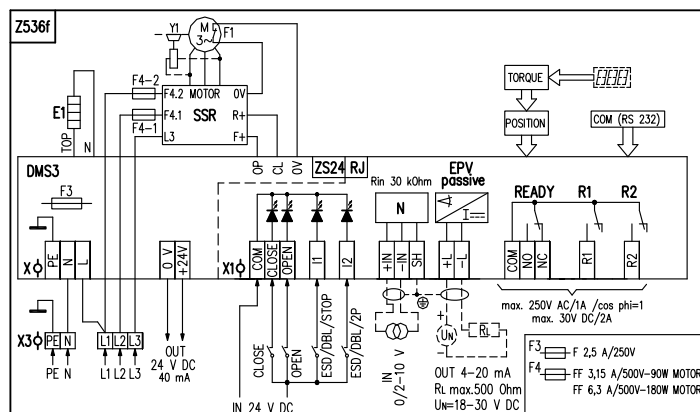 Z536f
Y1
M
3~
F1
F4-2
F4.2 MOTOR 0V
SSR
F4.1 R+
L3 F+
F4-1
E1
TOP
N
OP
CL
0V
TORQUE
POSITION
COM (RS 232)
DMS3
F3
ZS24 RJ
Rin 30 kOhm
N
EPV
passive
I
READY R1 R2
X
PE
N
L
0 V
+24V
X1
COM
CLOSE
OPEN
I1
I2
+IN
-IN
SH
+L
-L
COM
NO
NC
R1
R2
max. 250V AC/1A /cos phi=1
max. 30V DC/2A
X3
PE N
L1 L2 L3
PE N
L1 L2 L3
OUT
24 V DC
40 mA
CLOSE
OPEN
ESD/DBL/STOP
ESD/DBL/2P
IN 24 V DC
IN
0/2-10 V
+
UN
-
RL
OUT 4-20 mA
RL max.500 Ohm
UN=18-30 V DC
F3 F 2,5 A/250V
F4 FF 3,15 A/500V-90W MOTOR
FF 6,3 A/500V-180W MOTOR